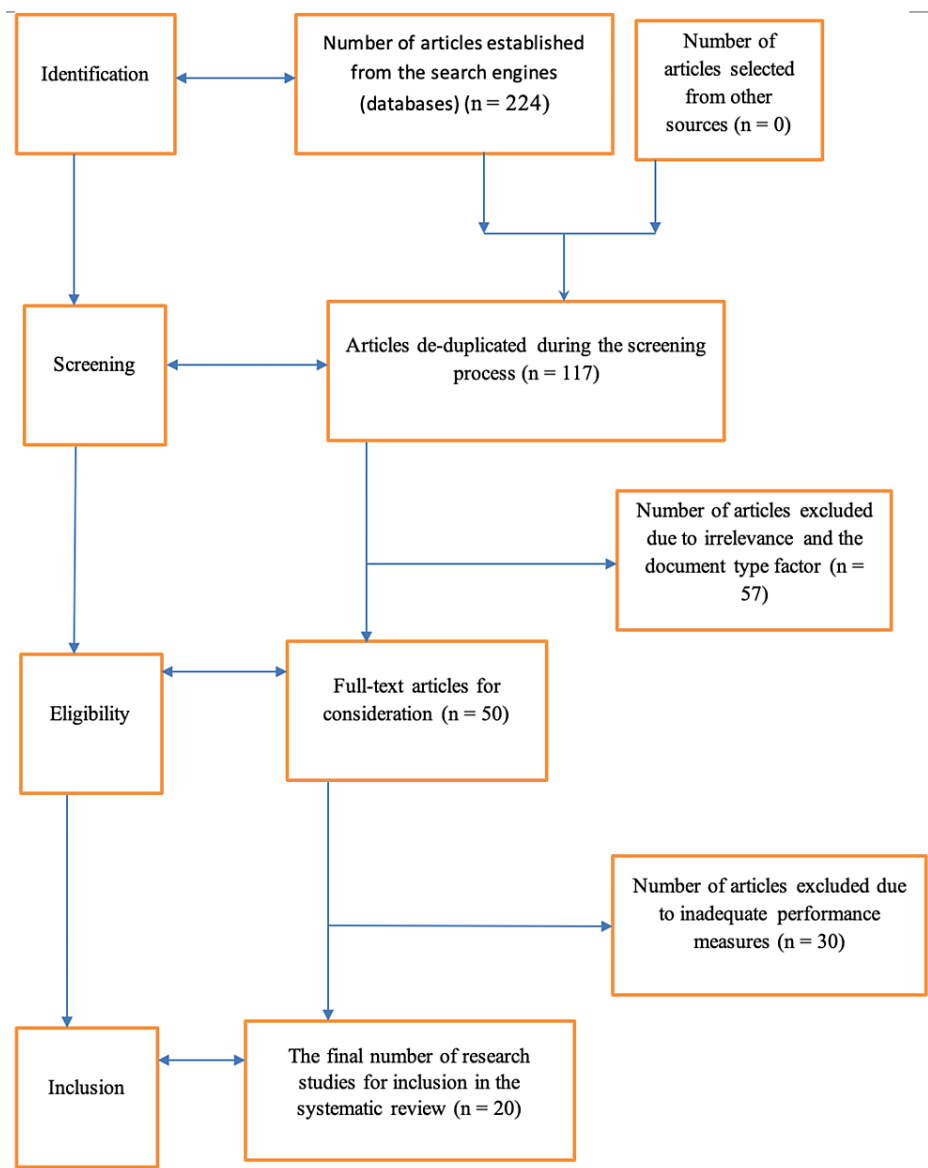 Identification
Number of articles established
from the search engines
(databases) (n = 224)
Number of
articles selected
from other
sources (n = 0)
Screening
Articles de-duplicated during the screening
process (n = 117)
Number of articles excluded
due to irrelevance and the
document type factor (n =
57)
Eligibility
Full-text articles for
consideration (n = 50)
Number of articles excluded due
to inadequate performance
measures (n = 30)
Inclusion
The final number of research
studies for inclusion in the
systematic review (n = 20)